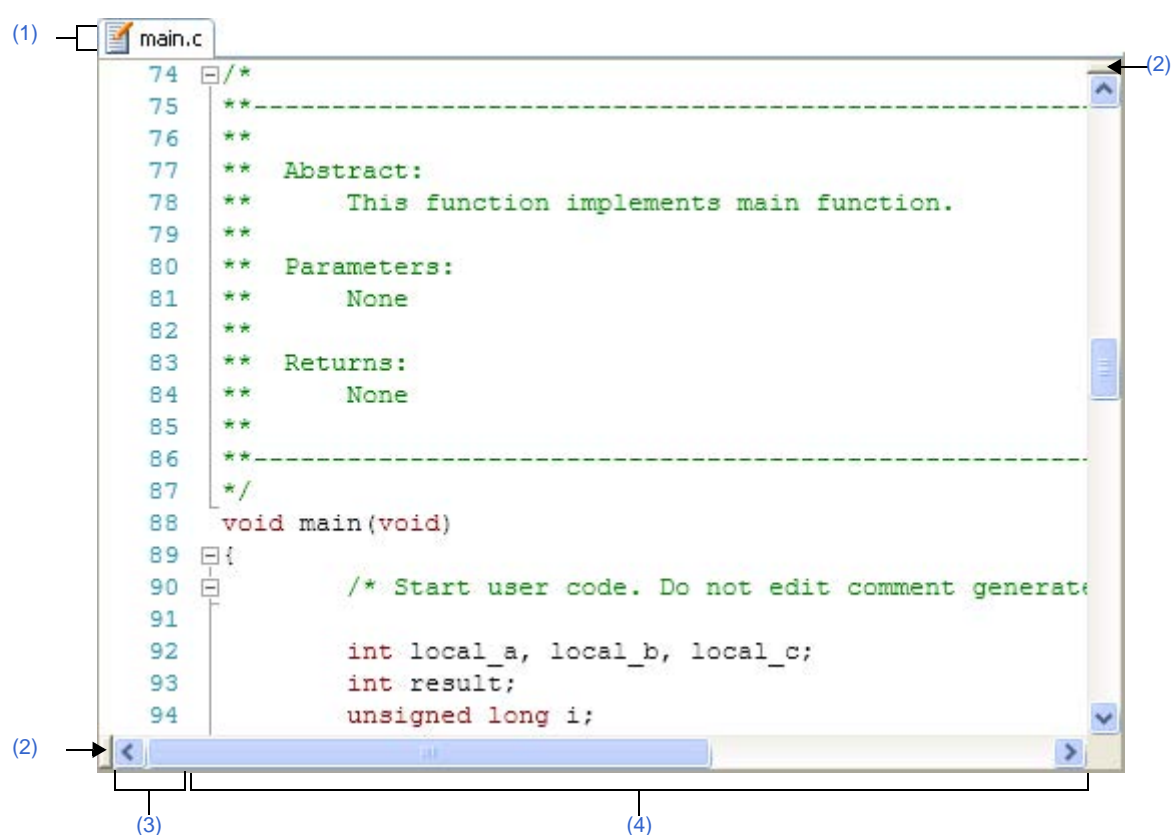 (1) main.c
(2)
74 /*
75 **------------------------------------------------------
76 **
77 ** Abstract:
78 ** This function implements main function.
79 **
80 ** Parameters:
81 ** None
82 **
83 ** Returns:
84 ** None
85 **
86 **------------------------------------------------------
87 */
88 void main(void)
89 {
90 /* Start user code. Do not edit comment generate
91
92 int local_a, local_b, local_c;
93 int result;
94 unsigned long i;
(2)
(3) (4)